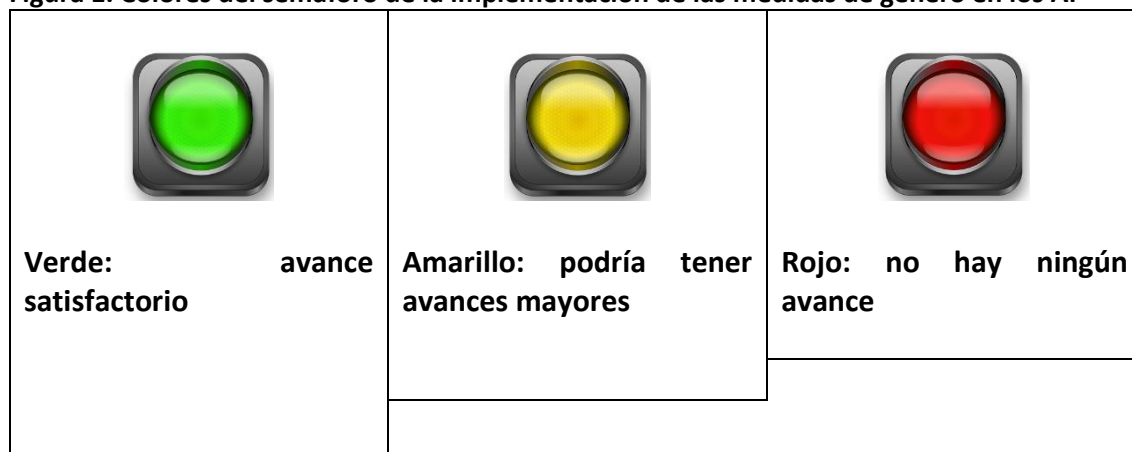 Figura Colores del semáforo de la implementación de las medidas de género en los
Verde: avance
satisfactorio
Amarillo: podría tener
avances mayores
Rojo: no hay ningún
avance